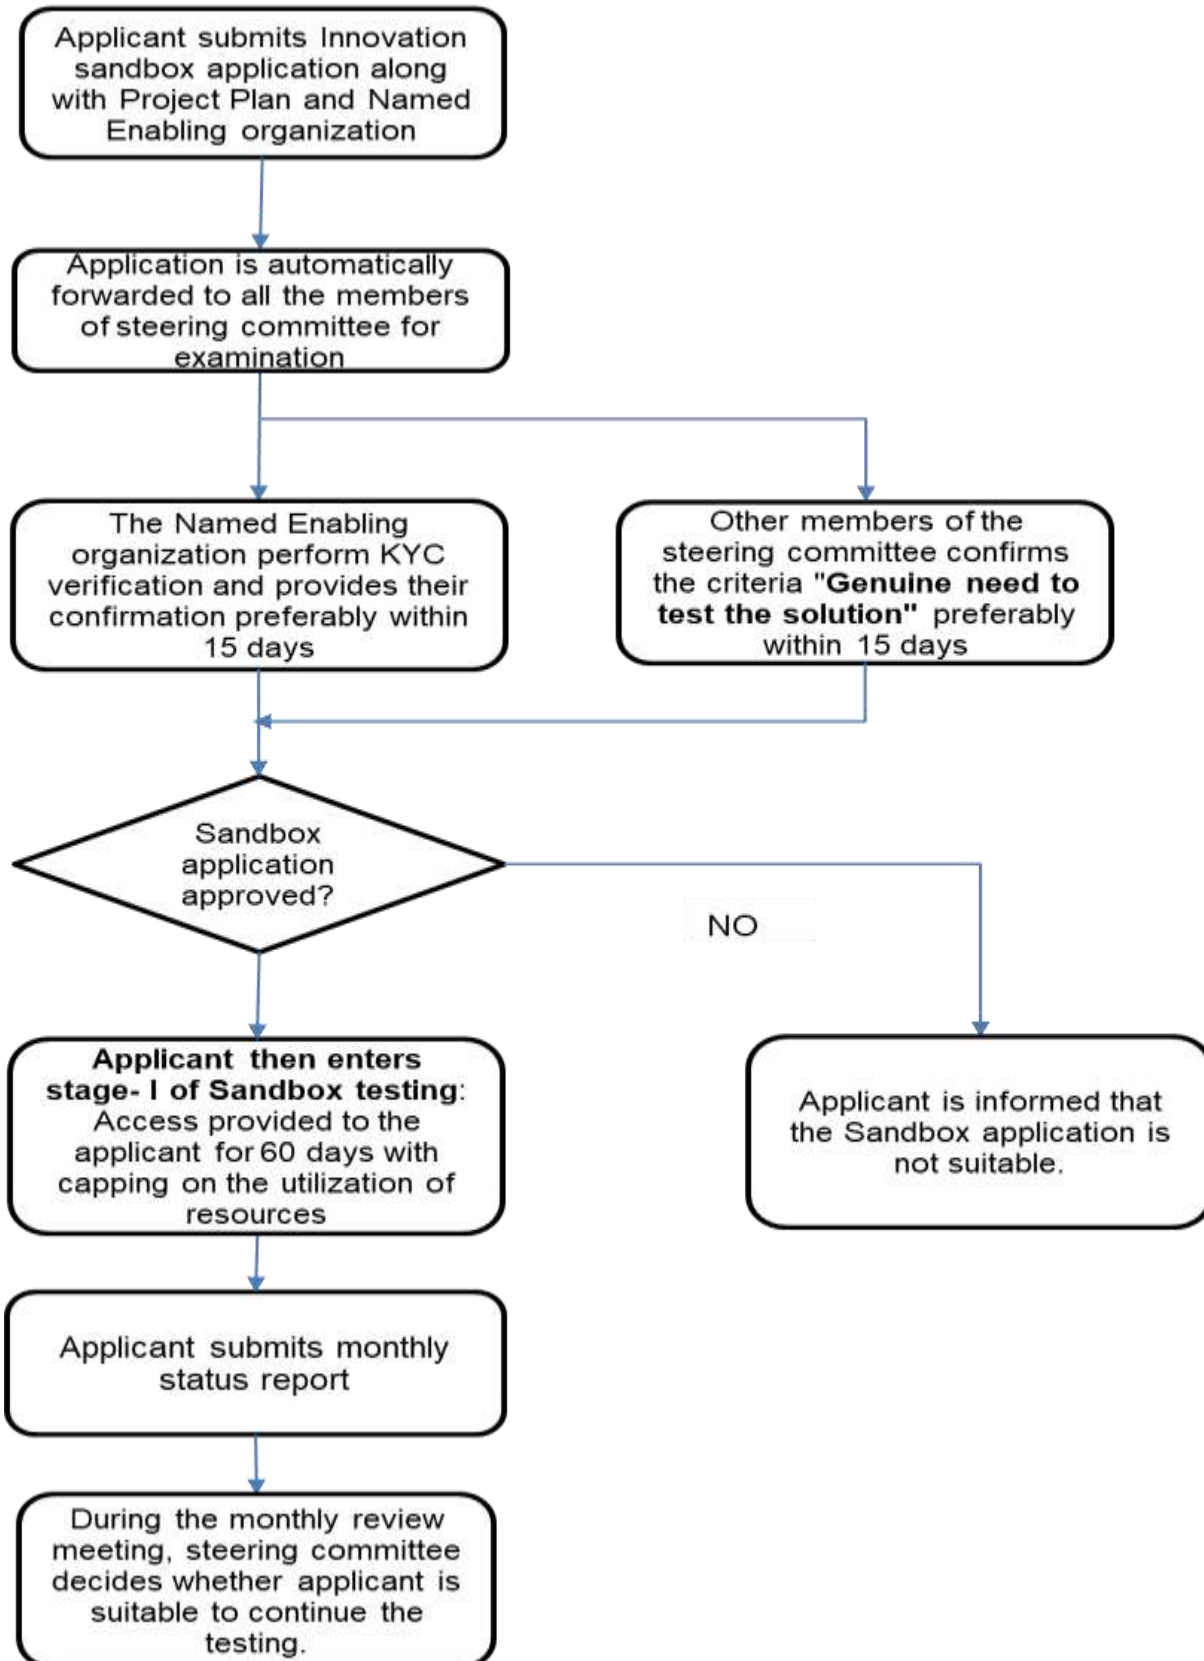 Applicant submits Innovation
sandbox application along
with Project Plan and Named
Enabling organization
Application is automatically
forwarded to all the members
of steering committee for
examination
The Named Enabling
organization perform KYC
verification and provides their
confirmation preferably within
15 days
Other members of the
steering committee confirms
the criteria "Genuine need to
test the solution" preferably
within 15 days
Sandbox
application
approved?
NO
Applicant then enters
stage- I of Sandbox testing:
Access provided to the
applicant for 60 days with
capping on the utilization of
resources
Applicant is informed that
the Sandbox application is
not suitable.
Applicant submits monthly
status report
During the monthly review
meeting, steering committee
decides whether applicant is
suitable to continue the
testing.